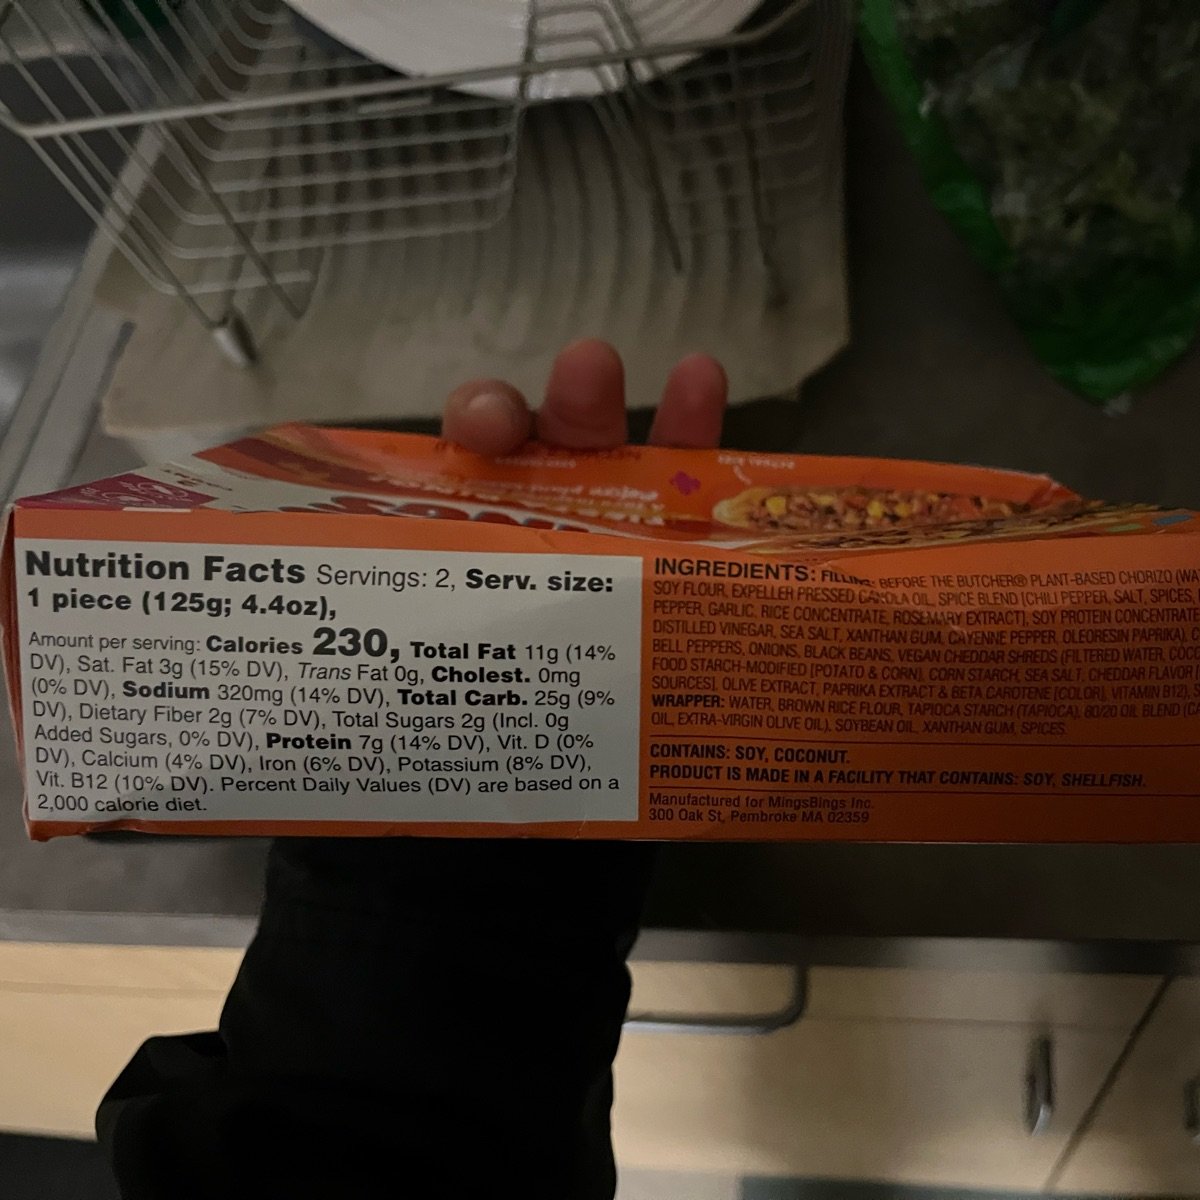 Nutrition Facts Servings: 2, Serv. size:
1 piece (125g; 4.4oz),
Amount per serving: Calories 230, Total Fat 11g (14%
DV), Sat. Fat 3g (15% DV), Trans Fat 0g, Cholest. 0mg
(0% DV), Sodium 320mg (14% DV), Total Carb. 25g (9%
DV), Dietary Fiber 2g (7% DV), Total Sugars 2g (Incl. 0g
Added Sugars, 0% DV), Protein 7g (14% DV), Vit. D (0%
DV), Calcium (4% DV), Iron (6% DV), Potassium (8% DV),
Vit. B12 (10% DV). Percent Daily Values (DV) are based on a
2,000 calorie diet.
INGREDIENTS: FILLING: BEFORE THE BUTCHER® PLANT-BASED CHORIZO (WA
SOY FLOUR, EXPELLER PRESSED CANOLA OIL, SPICE BLEND [CHILI PEPPER, SALT, SPICES,
PEPPER, GARLIC, RICE CONCENTRATE, ROSEMARY EXTRACT], SOY PROTEIN CONCENTRATE
DISTILLED VINEGAR, SEA SALT, XANTHAN GUM, CAYENNE PEPPER, OLEORESIN PAPRIKA),
BELL PEPPERS, ONIONS, BLACK BEANS, VEGAN CHEDDAR SHREDS (FILTERED WATER, COCO
FOOD STARCH-MODIFIED [POTATO & CORN], CORN STARCH, SEA SALT, CHEDDAR FLAVOR
SOURCES], OLIVE EXTRACT, PAPRIKA EXTRACT & BETA CAROTENE [COLOR], VITAMIN B12),
WRAPPER: WATER, BROWN RICE FLOUR, TAPIOCA STARCH (TAPIOCA), 80/20 OIL BLEND (CA
OIL, EXTRA-VIRGIN OLIVE OIL), SOYBEAN OIL, XANTHAN GUM, SPICES.
CONTAINS: SOY, COCONUT.
PRODUCT IS MADE IN A FACILITY THAT CONTAINS: SOY, SHELLFISH.
Manufactured for MingsBings Inc.
300 Oak St, Pembroke MA 02359